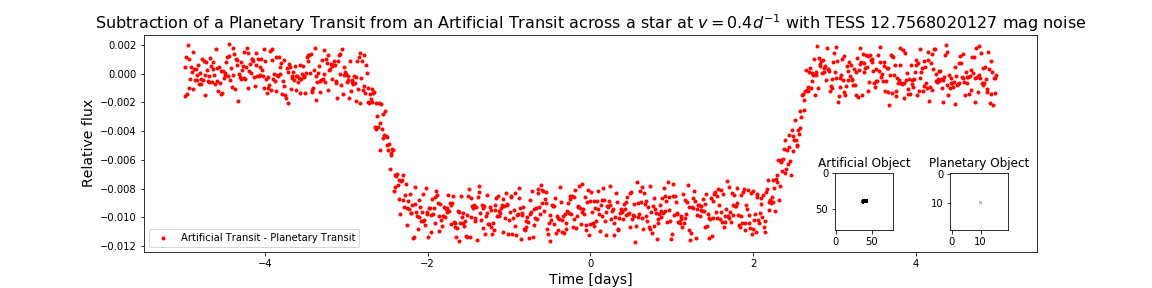 Subtraction of a Planetary Transit from an Artificial Transit across a star at v = 0.4d⁻¹ with TESS 12.7568020127 mag noise
Relative flux
0.002
0.000
−0.002
−0.004
−0.006
−0.008
−0.010
−0.012
Artificial Transit - Planetary Transit
Artificial Object
0
50
0 50
Planetary Object
0
10
0 10
−4 −2 0 2 4
Time [days]